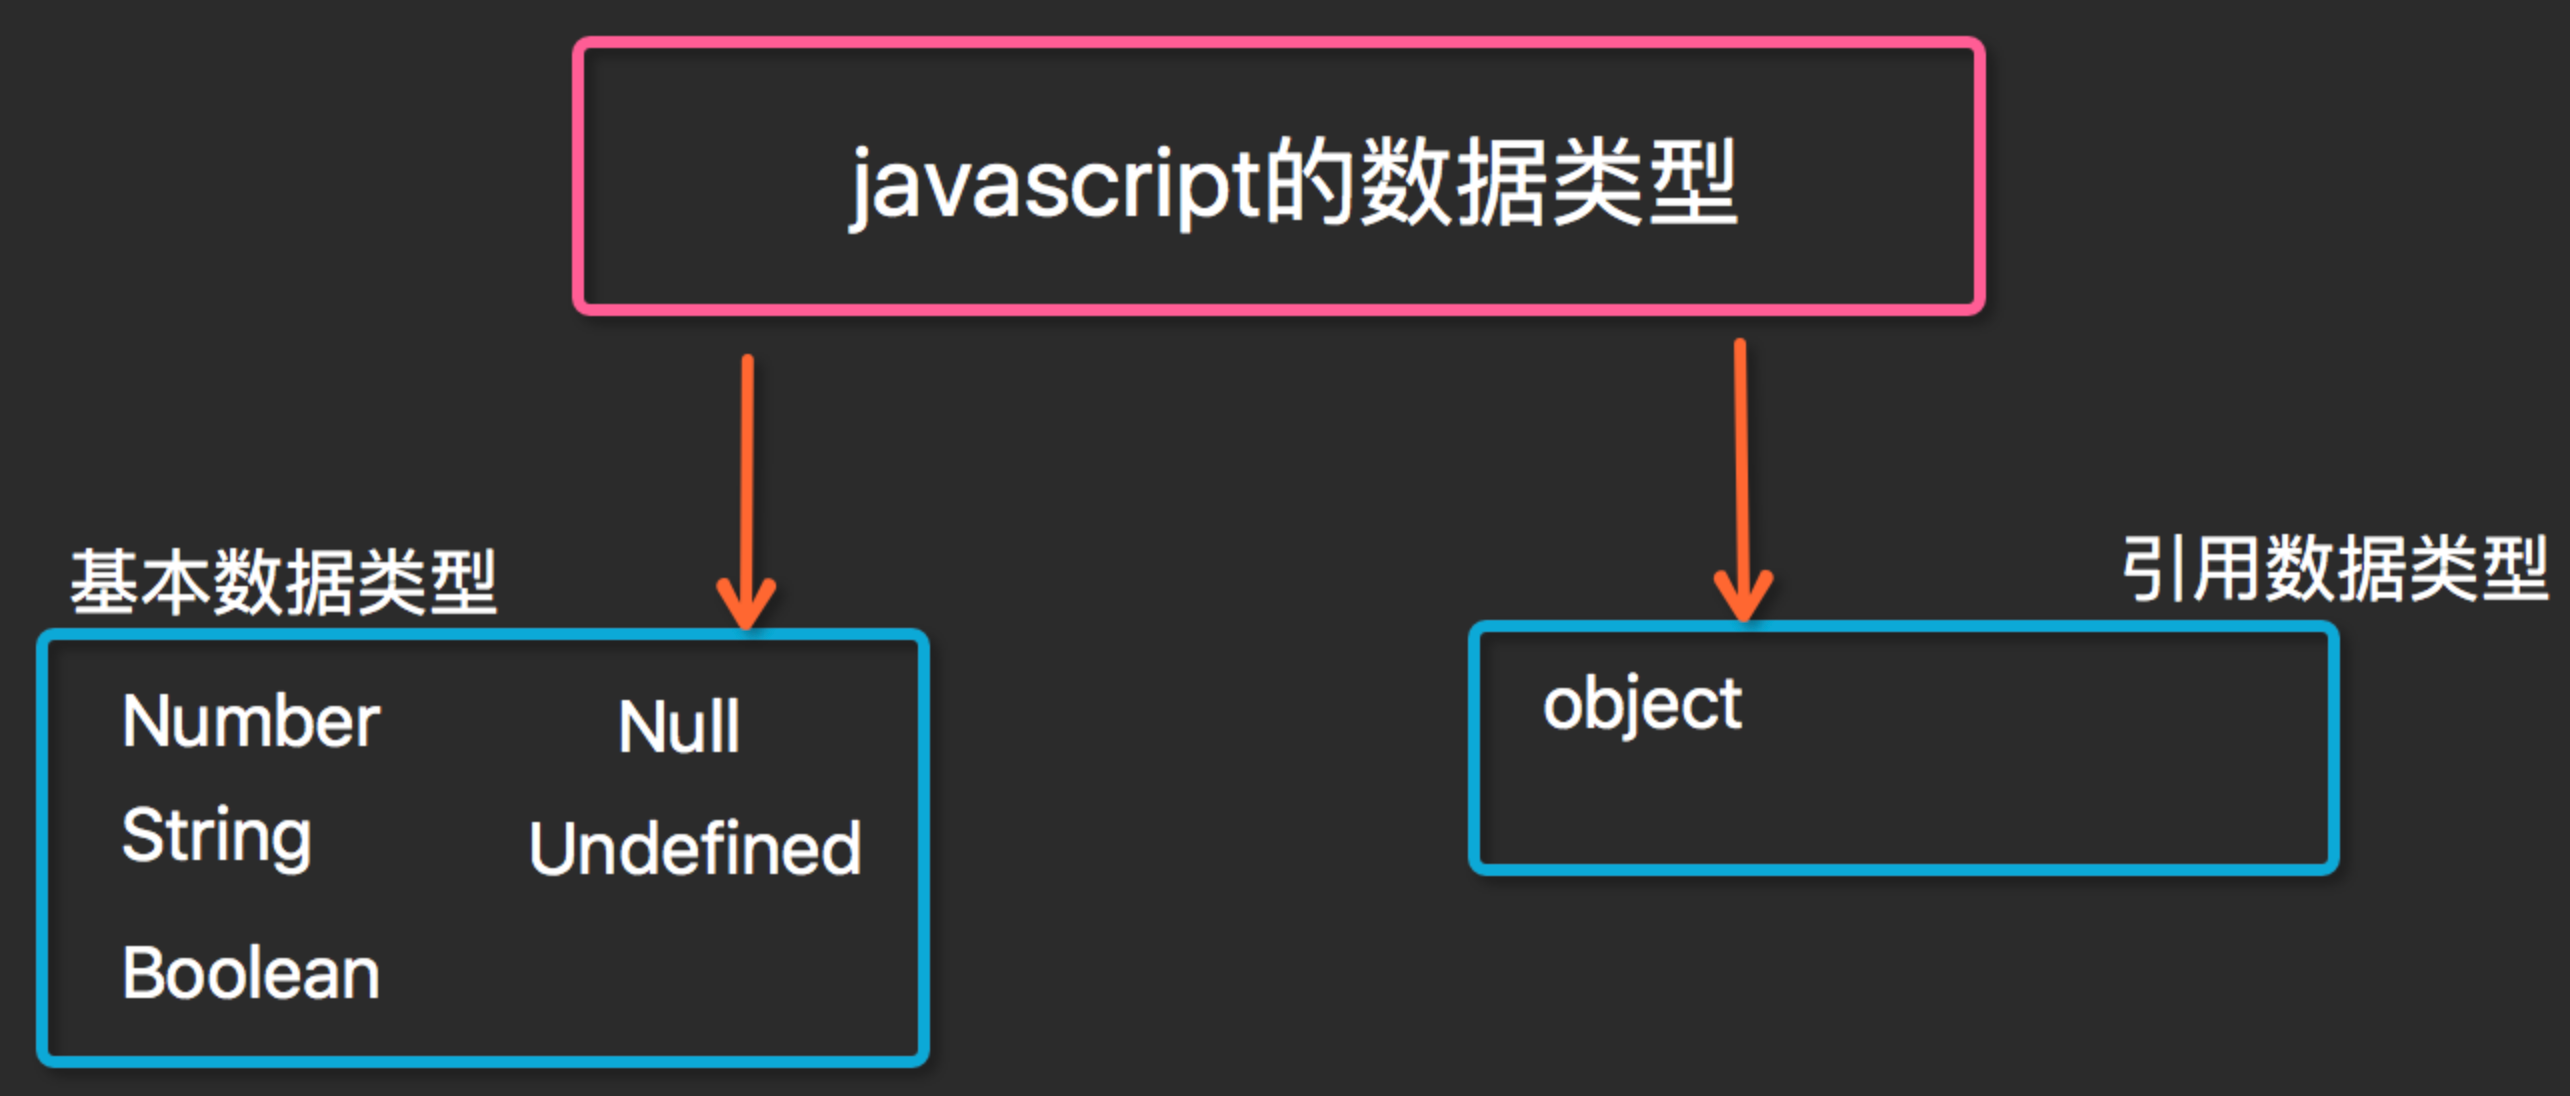 javascript的数据类型
基本数据类型
Number
Null
String
Undefined
Boolean
引用数据类型
object